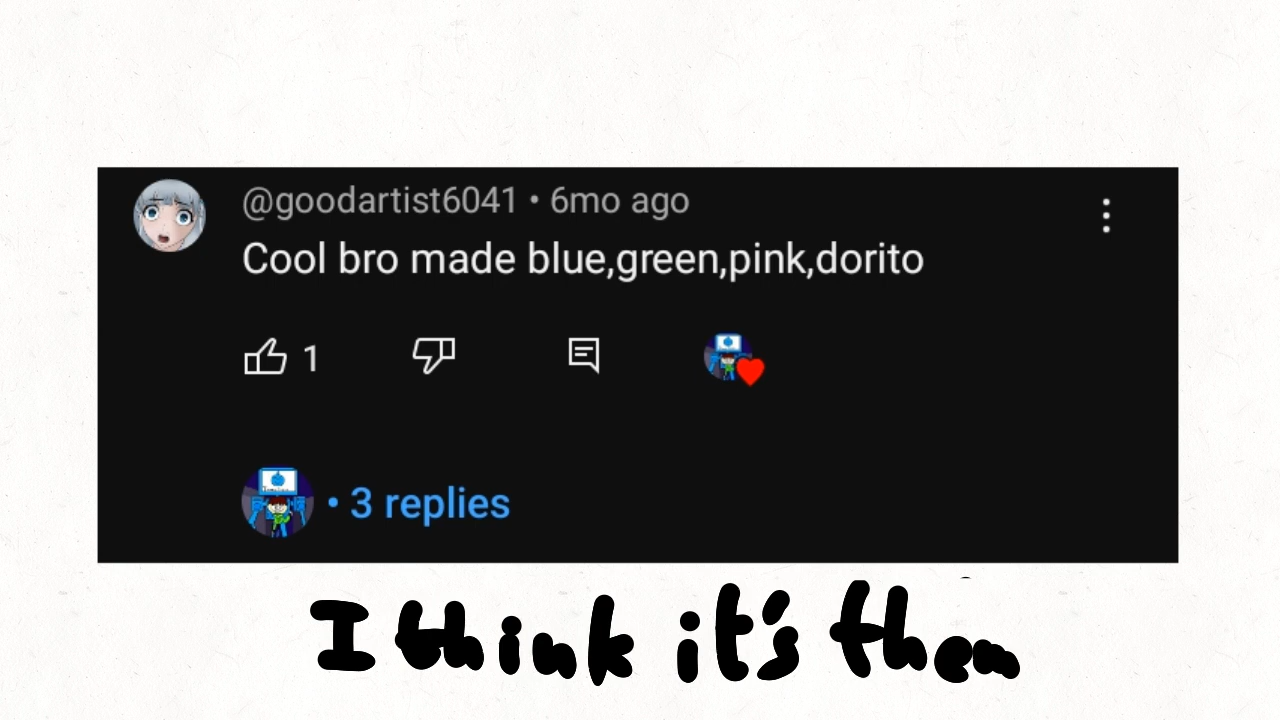 @goodartist6041 • 6mo ago
Cool bro made blue,green,pink,dorito
1
• 3 replies
I think it's them